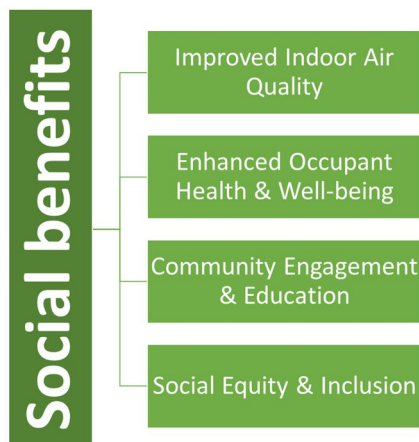 Social benefits
Improved Indoor Air
Quality
Enhanced Occupant
Health & Well-being
Community Engagement
& Education
Social Equity & Inclusion